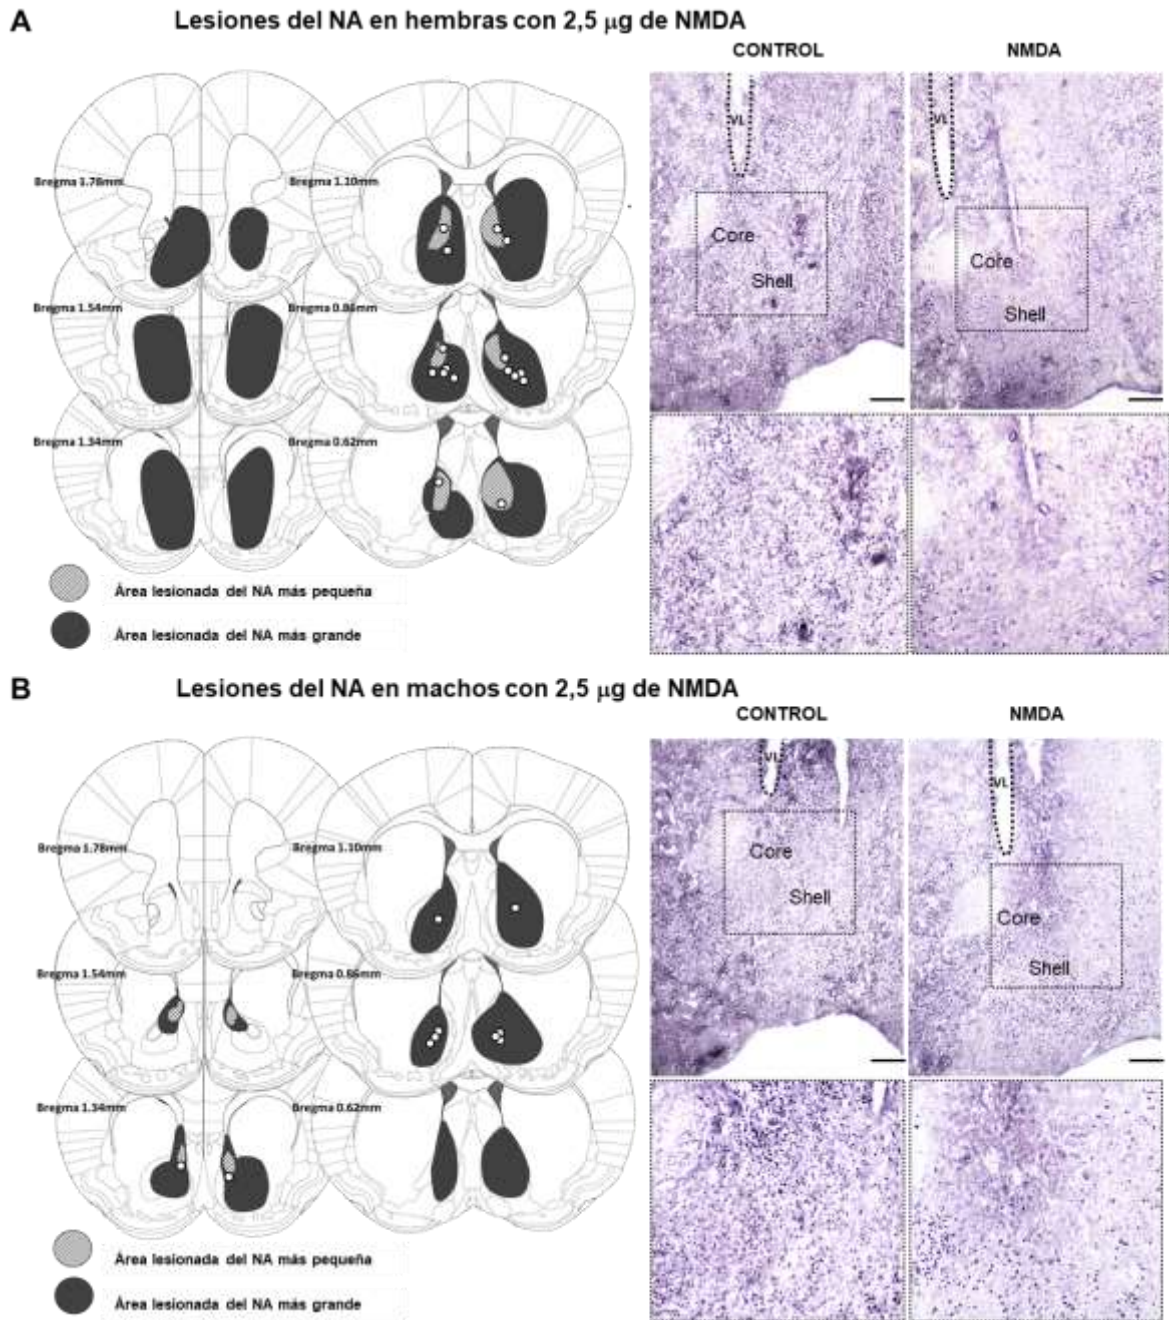 A
Lesiones del NA en hembras con 2,5 µg de NMDA
CONTROL
NMDA
Bregma 1.78mm
Bregma 1.10mm
Bregma 1.54mm
Bregma 0.86mm
Bregma 1.34mm
Bregma 0.62mm
Área lesionada del NA más pequeña
Área lesionada del NA más grande
VL
Core
Shell
VL
Core
Shell
B
Lesiones del NA en machos con 2,5 µg de NMDA
CONTROL
NMDA
Bregma 1.78mm
Bregma 1.10mm
Bregma 1.54mm
Bregma 0.86mm
Bregma 1.34mm
Bregma 0.62mm
Área lesionada del NA más pequeña
Área lesionada del NA más grande
VL
Core
Shell
VL
Core
Shell